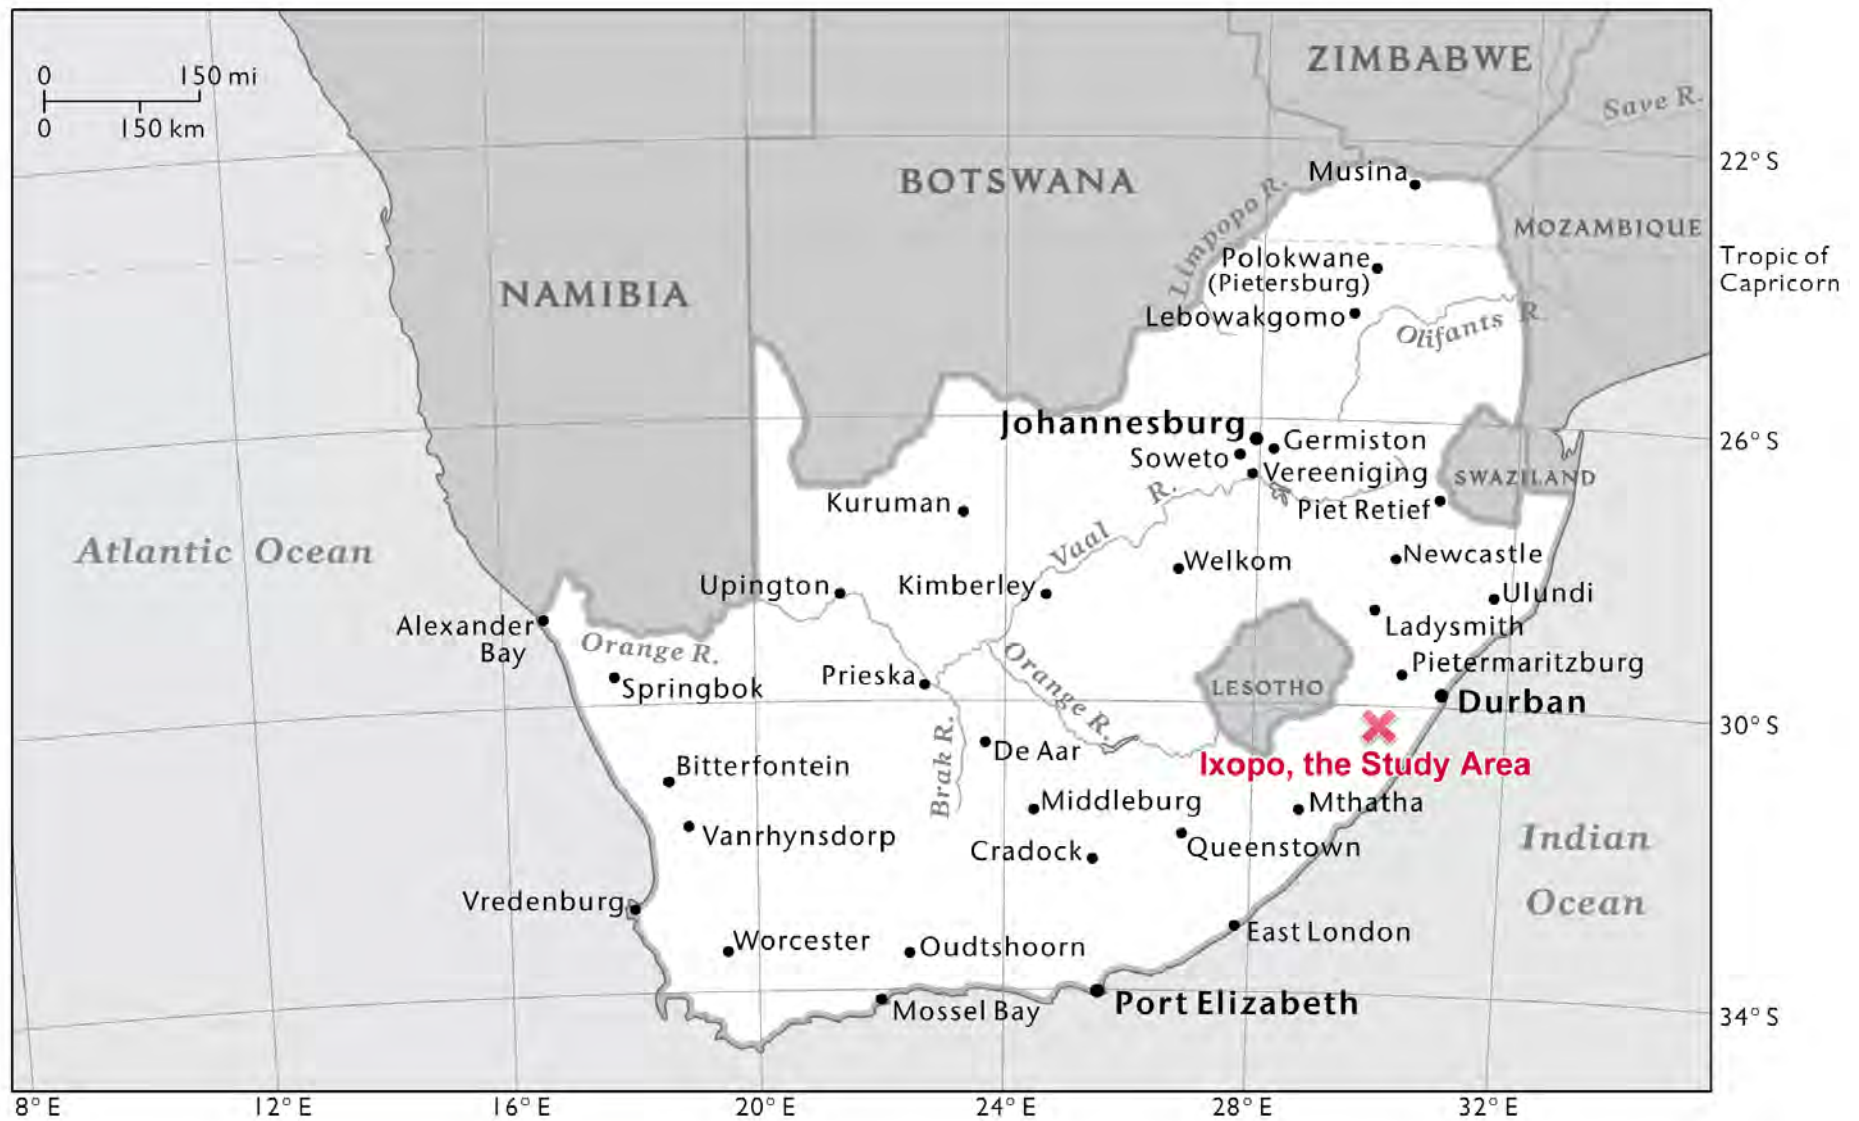 0 150 mi
0 150 km
ZIMBABWE
Save R.
22° S
Musina
BOTSWANA
Limpopo R.
MOZAMBIQUE
Tropic of
Capricorn
Polokwane
(Pietersburg)
NAMIBIA
Lebowakgomo
Olifants R.
Johannesburg
Germiston
26° S
Soweto
Vereeniging
SWAZILAND
Kuruman
Vaal R.
Piet Retief
Atlantic Ocean
Welkom
Newcastle
Upington
Kimberley
Ulundi
Alexander
Bay
Ladysmith
Orange R.
Orange R.
Pietermaritzburg
Springbok
Prieska
LESOTHO
Durban
30° S
Brak R.
De Aar
Ixopo, the Study Area
Bitterfontein
Middleburg
Mthatha
Vanrhynsdorp
Cradock
Queenstown
Indian
Ocean
Vredenburg
Worcester
Oudtshoorn
East London
Mossel Bay
Port Elizabeth
34° S
8° E 12° E 16° E 20° E 24° E 28° E 32° E